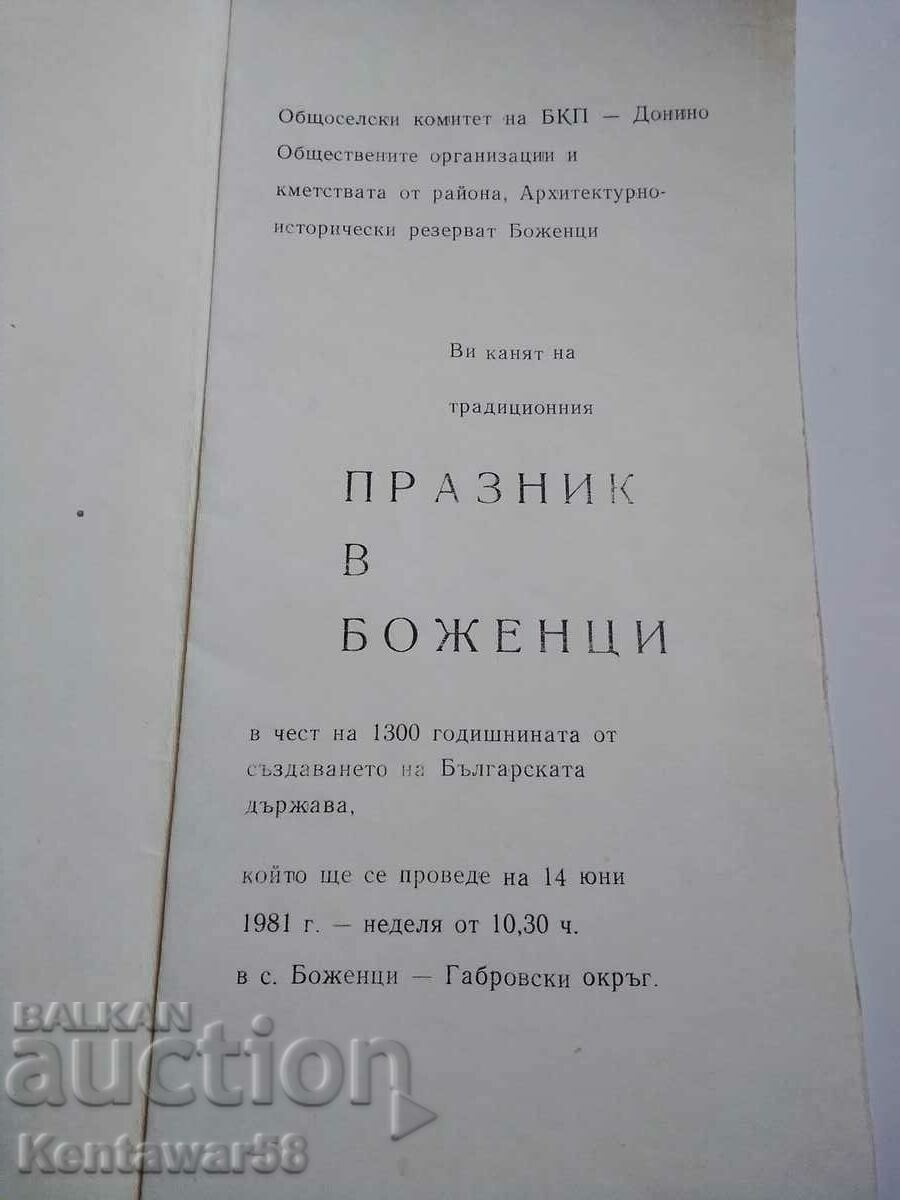 Общоселски комитет на БКП — Донино
Обществените организации и
кметствата от района, Архитектурно-
исторически резерват Боженци
Ви канят на
традиционния
ПРАЗНИК
В
БОЖЕНЦИ
в чест на 1300 годишнината от
създаването на Българската
държава,
който ще се проведе на 14 юни
1981 г. — неделя от 10,30 ч.
в с. Боженци — Габровски окръг.
BALKAN
auction
Kentawar58